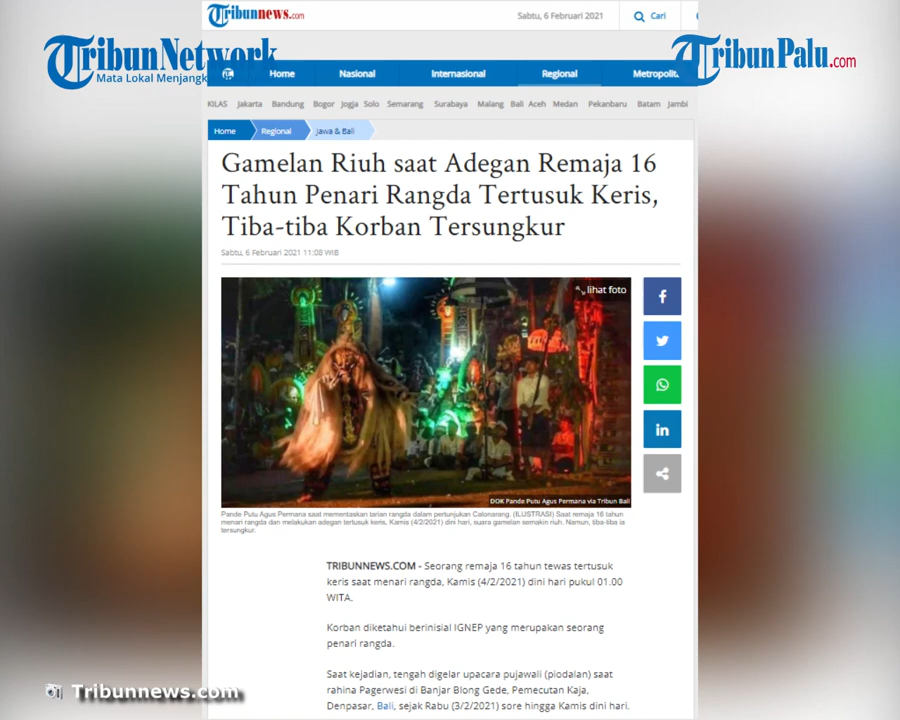 Tribunnews.com
Sabtu, 6 Februari 2021
Cari
TribunNetwork
Mata Lokal Menjangk
TribunPalu.com
Home Nasional Internasional Regional Metropolit
KILAS Jakarta Bandung Bogor Jogja Solo Semarang Surabaya Malang Bali Aceh Medan Pekanbaru Batam Jambi
Home Regional Jawa & Bali
Gamelan Riuh saat Adegan Remaja 16
Tahun Penari Rangda Tertusuk Keris,
Tiba-tiba Korban Tersungkur
Sabtu, 6 Februari 2021 11:08 WIB
lihat foto
DOK Pande Putu Agus Permana via Tribun Bali
Pande Putu Agus Permana saat mementaskan tarian rangda dalam pertunjukan Calonarang. (ILUSTRASI) Saat remaja 16 tahun
menari rangda dan melakukan adegan tertusuk keris, Kamis (4/2/2021) dini hari, suara gamelan semakin riuh. Namun, tiba-tiba ia
tersungkur.
TRIBUNNEWS.COM - Seorang remaja 16 tahun tewas tertusuk
keris saat menari rangda, Kamis (4/2/2021) dini hari pukul 01.00
WITA.
Korban diketahui berinisial IGNEP yang merupakan seorang
penari rangda.
Saat kejadian, tengah digelar upacara pujawali (piodalan) saat
rahina Pagerwesi di Banjar Blong Gede, Pemecutan Kaja,
Denpasar, Bali, sejak Rabu (3/2/2021) sore hingga Kamis dini hari.
Tribunnews.com